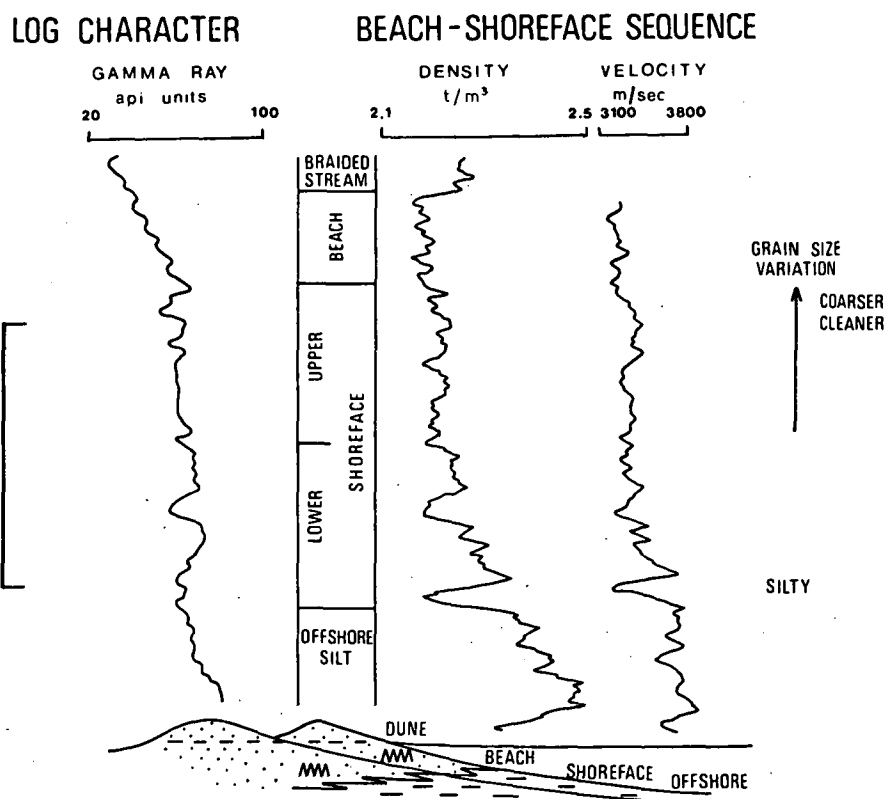 LOG CHARACTER BEACH-SHOREFACE SEQUENCE
GAMMA RAY
api units
20 100
DENSITY
t/m³
2.1 2.5
VELOCITY
m/sec
3100 3800
BRAIDED
STREAM
BEACH
UPPER
LOWER
SHOREFACE
OFFSHORE
SILT
GRAIN SIZE
VARIATION
COARSER
CLEANER
SILTY
DUNE
BEACH
SHOREFACE
OFFSHORE